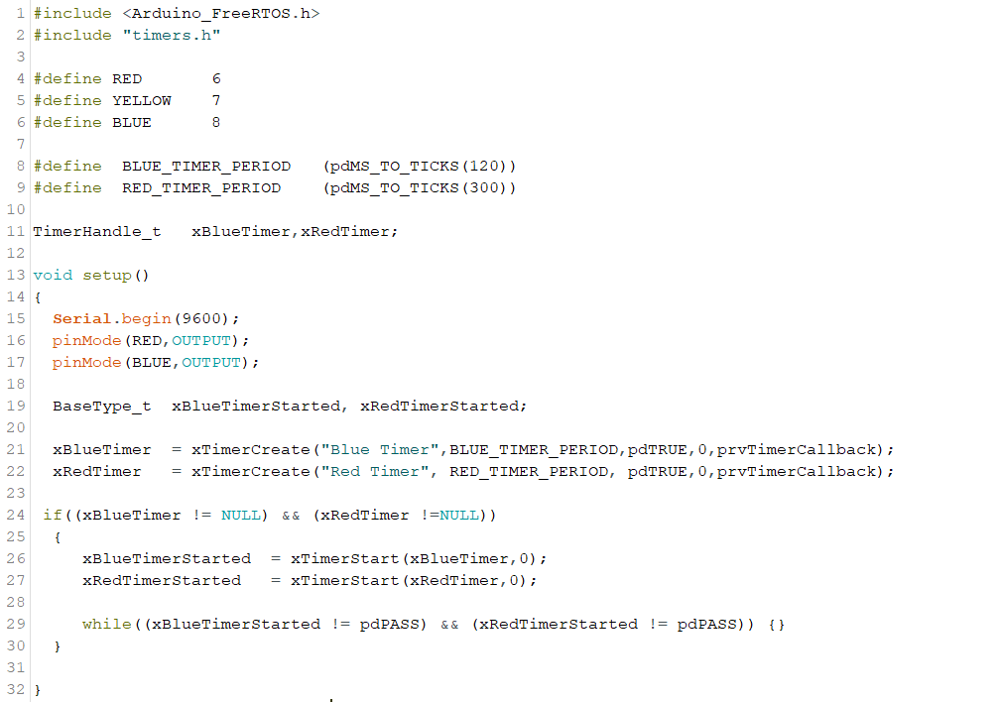 1 #include <Arduino_FreeRTOS.h>
2 #include "timers.h"
3
4 #define RED       6
5 #define YELLOW    7
6 #define BLUE      8
7
8 #define  BLUE_TIMER_PERIOD   (pdMS_TO_TICKS(120))
9 #define  RED_TIMER_PERIOD    (pdMS_TO_TICKS(300))
10
11 TimerHandle_t   xBlueTimer,xRedTimer;
12
13 void setup()
14 {
15   Serial.begin(9600);
16   pinMode(RED,OUTPUT);
17   pinMode(BLUE,OUTPUT);
18
19   BaseType_t  xBlueTimerStarted, xRedTimerStarted;
20
21   xBlueTimer  = xTimerCreate("Blue Timer",BLUE_TIMER_PERIOD,pdTRUE,0,prvTimerCallback);
22   xRedTimer   = xTimerCreate("Red Timer", RED_TIMER_PERIOD, pdTRUE,0,prvTimerCallback);
23
24  if((xBlueTimer != NULL) && (xRedTimer !=NULL))
25   {
26      xBlueTimerStarted  = xTimerStart(xBlueTimer,0);
27      xRedTimerStarted   = xTimerStart(xRedTimer,0);
28
29      while((xBlueTimerStarted != pdPASS) && (xRedTimerStarted != pdPASS)) {}
30   }
31
32 }